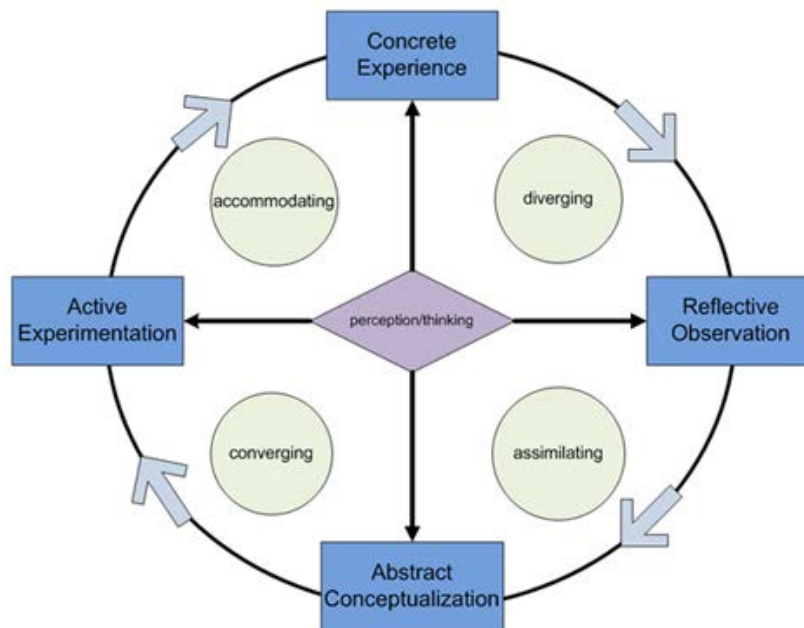 Concrete
Experience
accommodating
diverging
Active
Experimentation
perception/thinking
Reflective
Observation
converging
assimilating
Abstract
Conceptualization